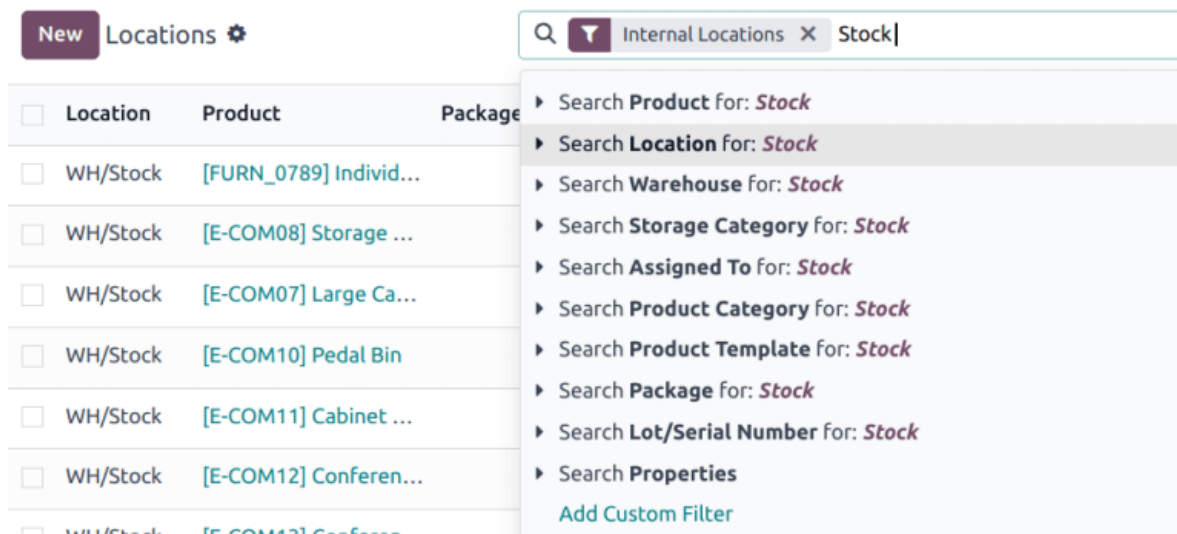 New Locations Internal Locations Stock
Location Product Package
WH/Stock [FURN_0789] Individ...
WH/Stock [E-COM08] Storage ...
WH/Stock [E-COM07] Large Ca...
WH/Stock [E-COM10] Pedal Bin
WH/Stock [E-COM11] Cabinet ...
WH/Stock [E-COM12] Conferen...
Search Product for: Stock
Search Location for: Stock
Search Warehouse for: Stock
Search Storage Category for: Stock
Search Assigned To for: Stock
Search Product Category for: Stock
Search Product Template for: Stock
Search Package for: Stock
Search Lot/Serial Number for: Stock
Search Properties
Add Custom Filter